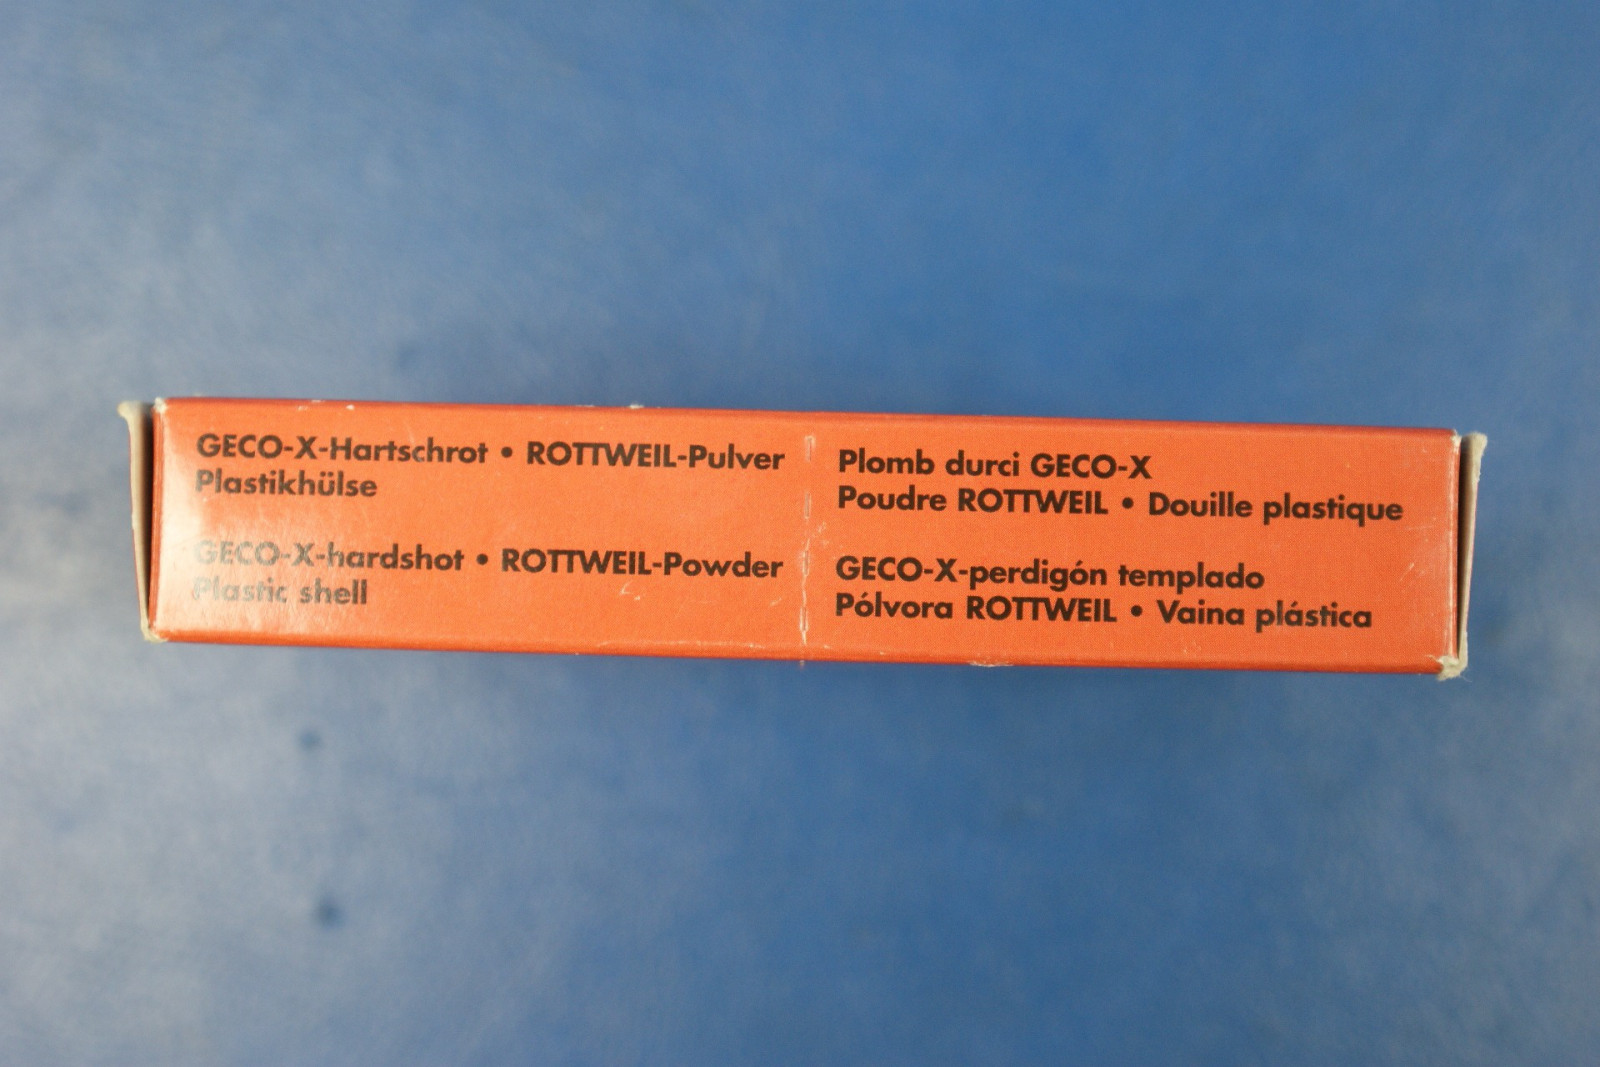 GECO-X-Hartschrot • ROTTWEIL-Pulver
Plastikhülse
GECO-X-hardshot • ROTTWEIL-Powder
Plastic shell
Plomb durci GECO-X
Poudre ROTTWEIL • Douille plastique
GECO-X-perdigón templado
Pólvora ROTTWEIL • Vaina plástica